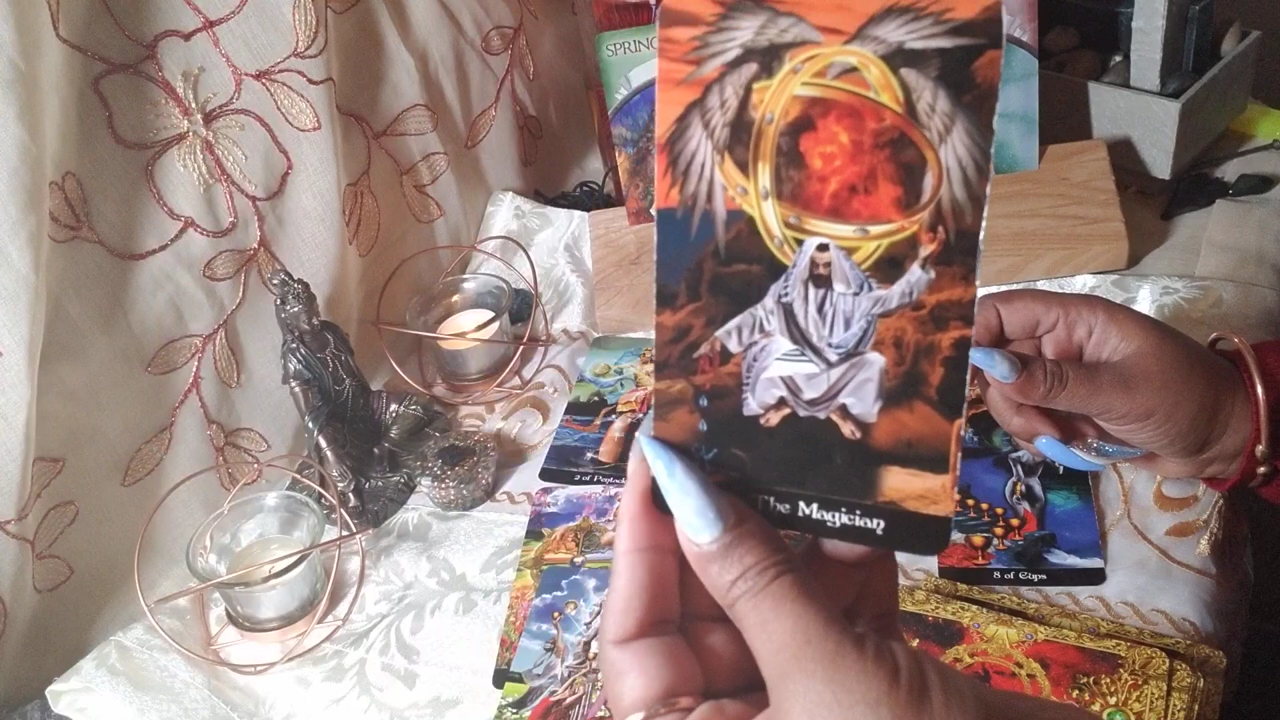 SPRING
The Magician
2 of Pentacles
8 of Cups